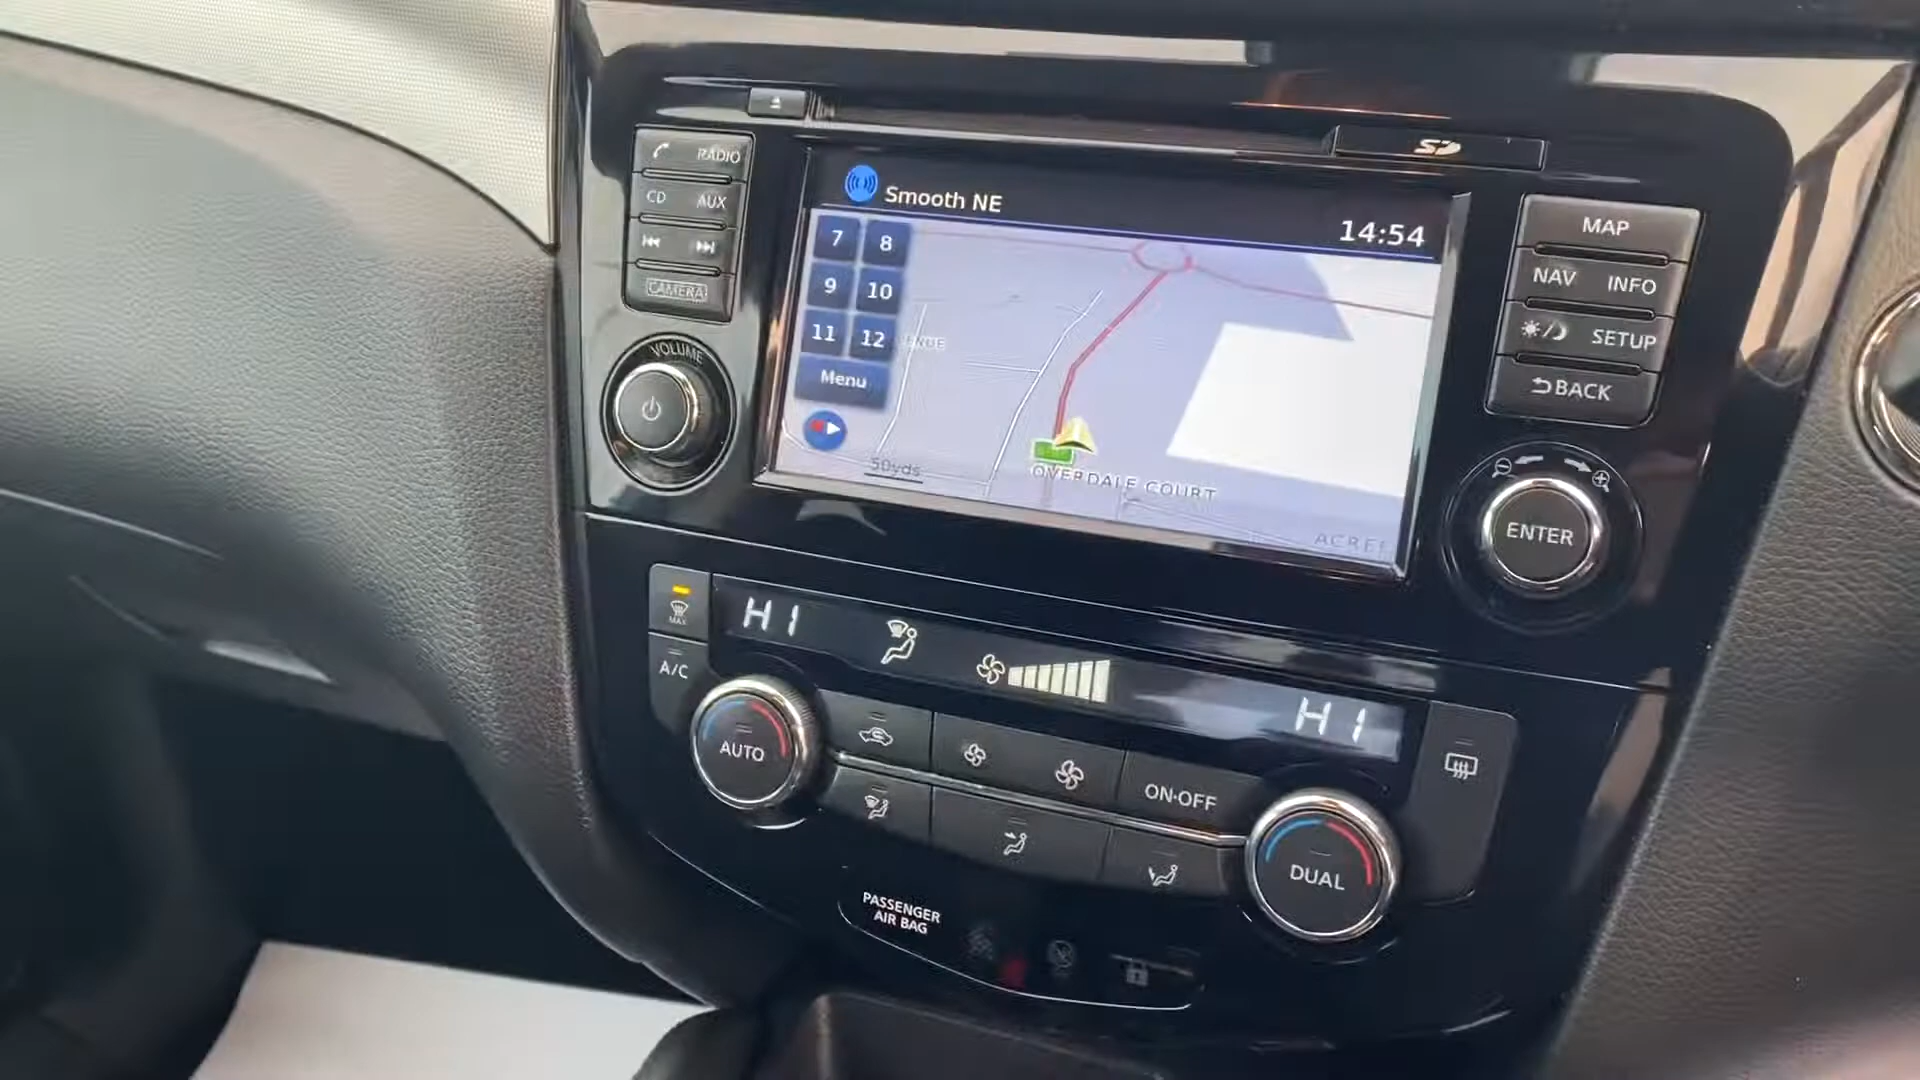 RADIO
CD AUX
CAMERA
VOLUME
SD
Smooth NE
14:54
7 8
9 10
11 12
Menu
50yds
OVERDALE COURT
MAP
NAV INFO
SETUP
BACK
ENTER
MAX
A/C
HI
HI
AUTO
ON·OFF
DUAL
PASSENGER
AIR BAG